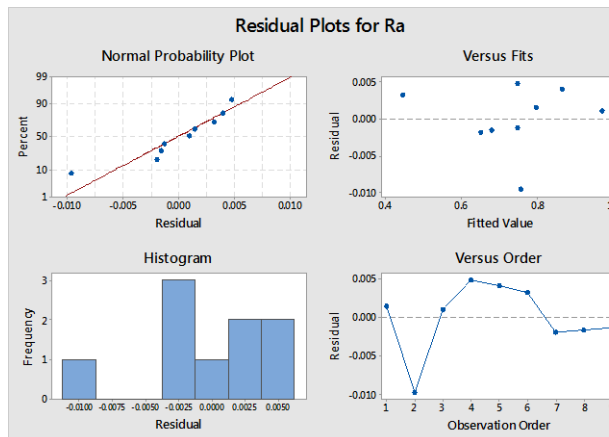 Residual Plots for Ra
Normal Probability Plot
99
90
50
10
1
Percent
-0.010 -0.005 0.000 0.005 0.010
Residual
Versus Fits
0.005
0.000
-0.005
-0.010
Residual
0.4 0.6 0.8 1
Fitted Value
Histogram
3
2
1
0
Frequency
-0.0100 -0.0075 -0.0050 -0.0025 0.0000 0.0025 0.0050
Residual
Versus Order
0.005
0.000
-0.005
-0.010
Residual
1 2 3 4 5 6 7 8
Observation Order